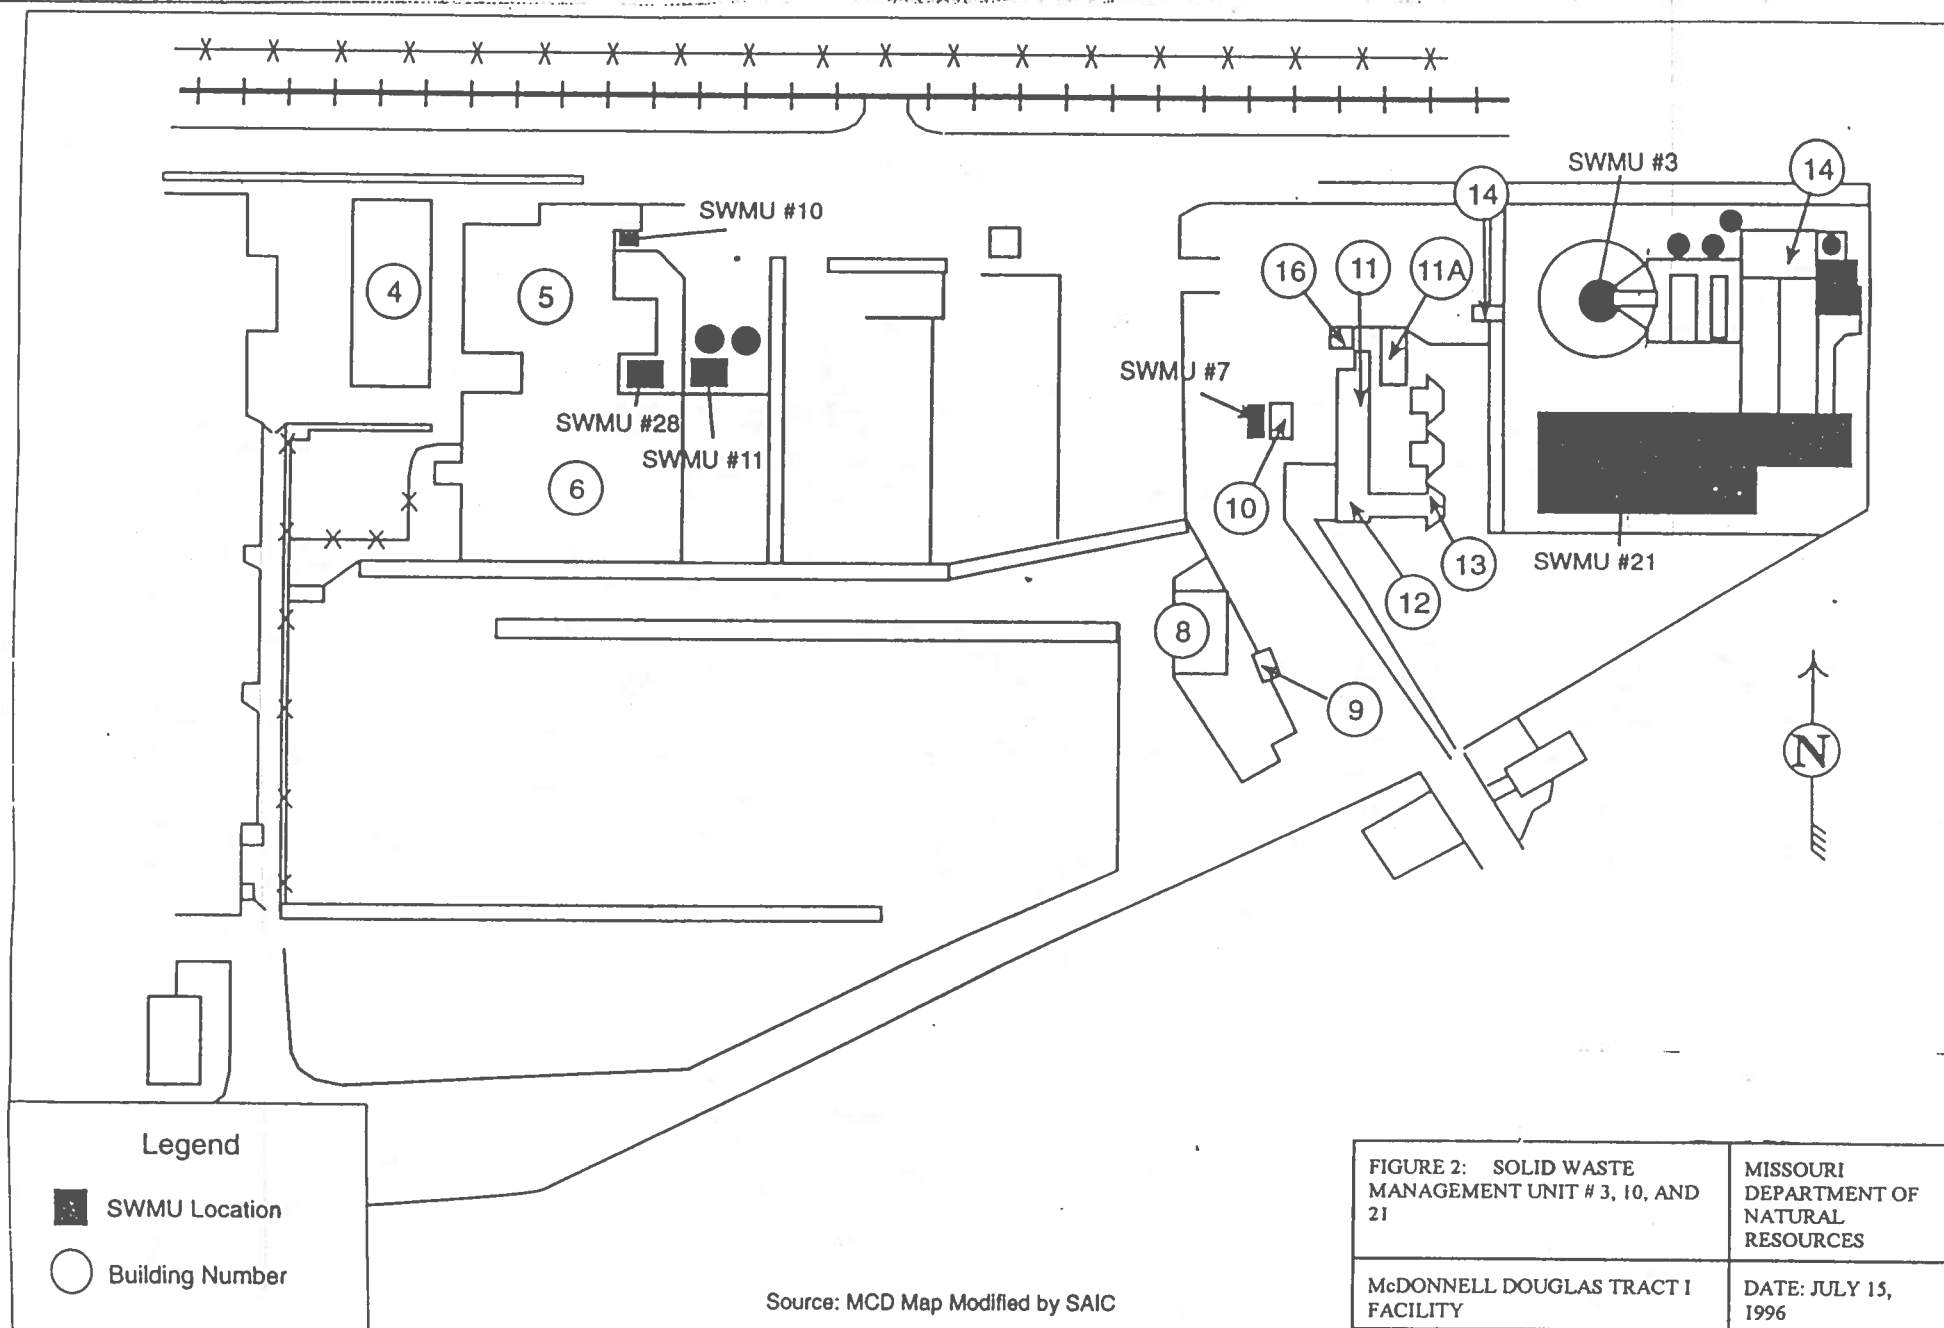 SWMU #3
14
14
SWMU #10
16
11
11A
4
5
SWMU #7
SWMU #28
SWMU #11
6
10
13
SWMU #21
12
8
9
N
Legend
SWMU Location
Building Number
Source: MCD Map Modified by SAIC
FIGURE 2: SOLID WASTE
MANAGEMENT UNIT # 3, 10, AND
21
MISSOURI
DEPARTMENT OF
NATURAL
RESOURCES
McDONNELL DOUGLAS TRACT I
FACILITY
DATE: JULY 15,
1996